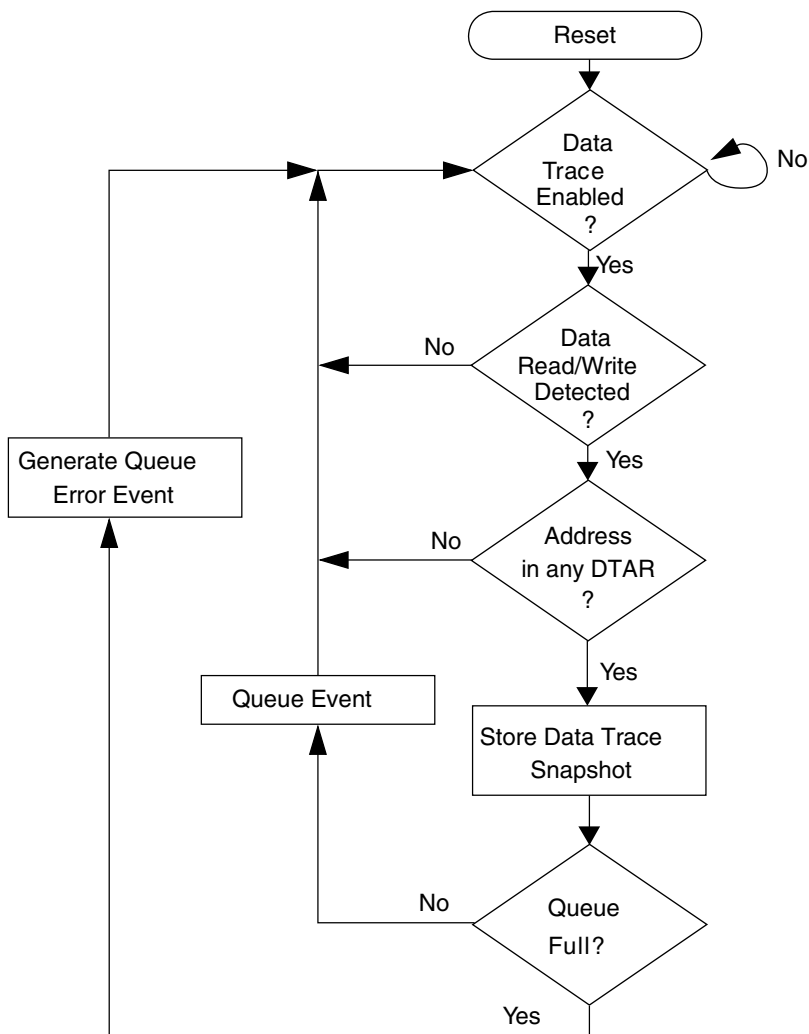 Reset
Data
Trace
Enabled
?
No
Yes
Data
Read/Write
Detected
?
No
Yes
Generate Queue
Error Event
Address
in any DTAR
?
No
Yes
Queue Event
Store Data Trace
Snapshot
Queue
Full?
No
Yes